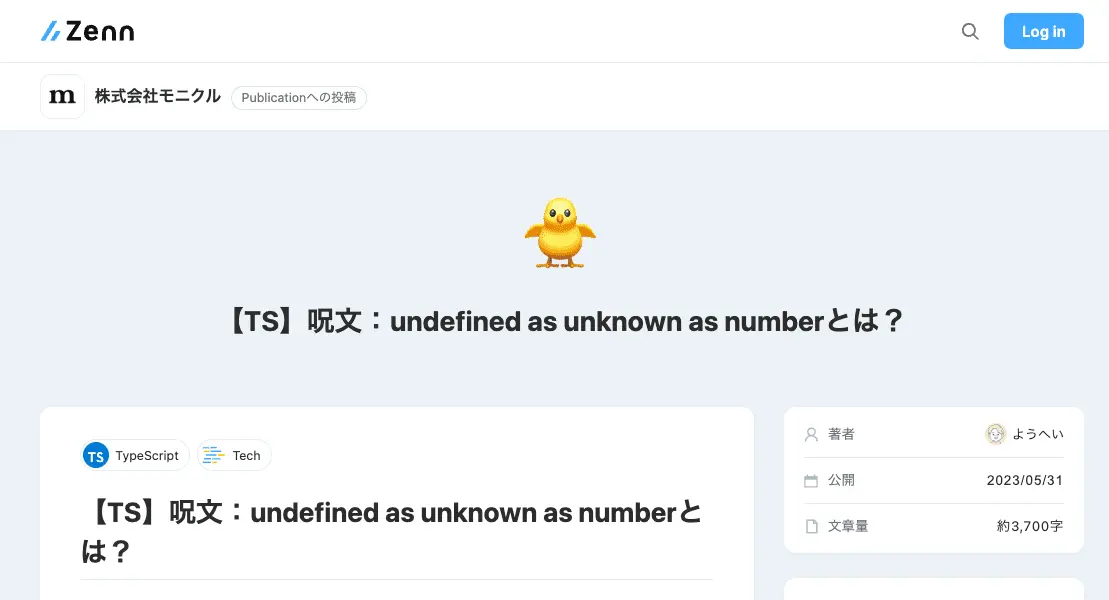 Zenn
Log in
m
株式会社モニクル
Publicationへの投稿
【TS】呪文：undefined as unknown as numberとは？
TS
TypeScript
Tech
【TS】呪文：undefined as unknown as numberと
は？
著者
ようへい
公開
2023/05/31
文章量
約3,700字